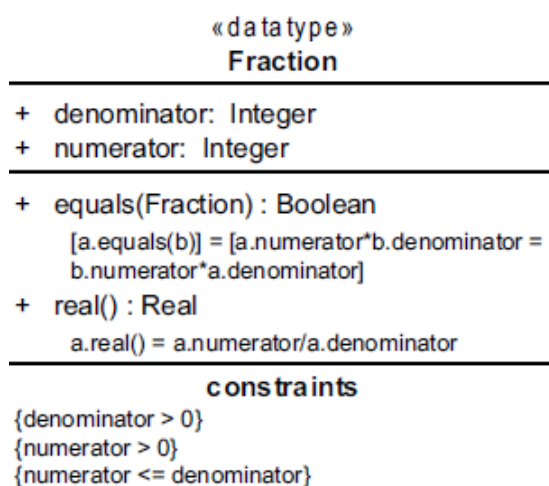 «datatype»
Fraction
+ denominator: Integer
+ numerator: Integer
+ equals(Fraction) : Boolean
[a.equals(b)] = [a.numerator*b.denominator =
b.numerator*a.denominator]
+ real() : Real
a.real() = a.numerator/a.denominator
constraints
{denominator > 0}
{numerator > 0}
{numerator <= denominator}